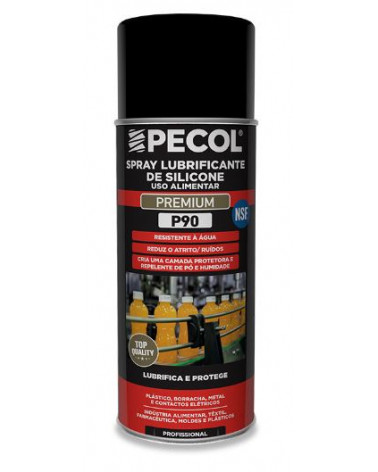 PECOL
SPRAY LUBRIFICANTE
DE SILICONE
USO ALIMENTAR
PREMIUM
P90
NSF
RESISTENTE À ÁGUA
REDUZ O ATRITO/ RUÍDOS
CRIA UMA CAMADA PROTETORA E
REPELENTE DE PÓ E HUMIDADE
TOP
QUALITY
LUBRIFICA E PROTEGE
PLÁSTICO, BORRACHA, METAL
E CONTACTOS ELÉTRICOS
INDÚSTRIA ALIMENTAR, TÊXTIL,
FARMACÊUTICA, MOLDES E PLÁSTICOS
PROFISSIONAL